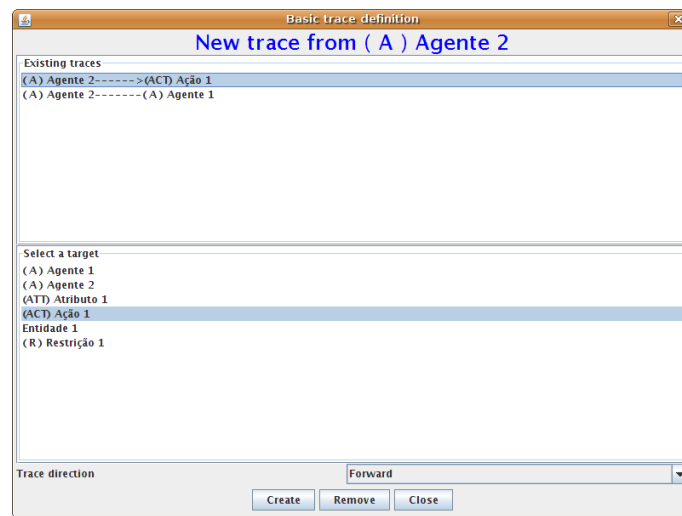 Basic trace definition
New trace from ( A ) Agente 2
Existing traces
( A ) Agente 2------>(ACT) Ação 1
( A ) Agente 2-------( A ) Agente 1
Select a target
( A ) Agente 1
( A ) Agente 2
(ATT) Atributo 1
(ACT) Ação 1
Entidade 1
( R ) Restrição 1
Trace direction Forward
Create Remove Close